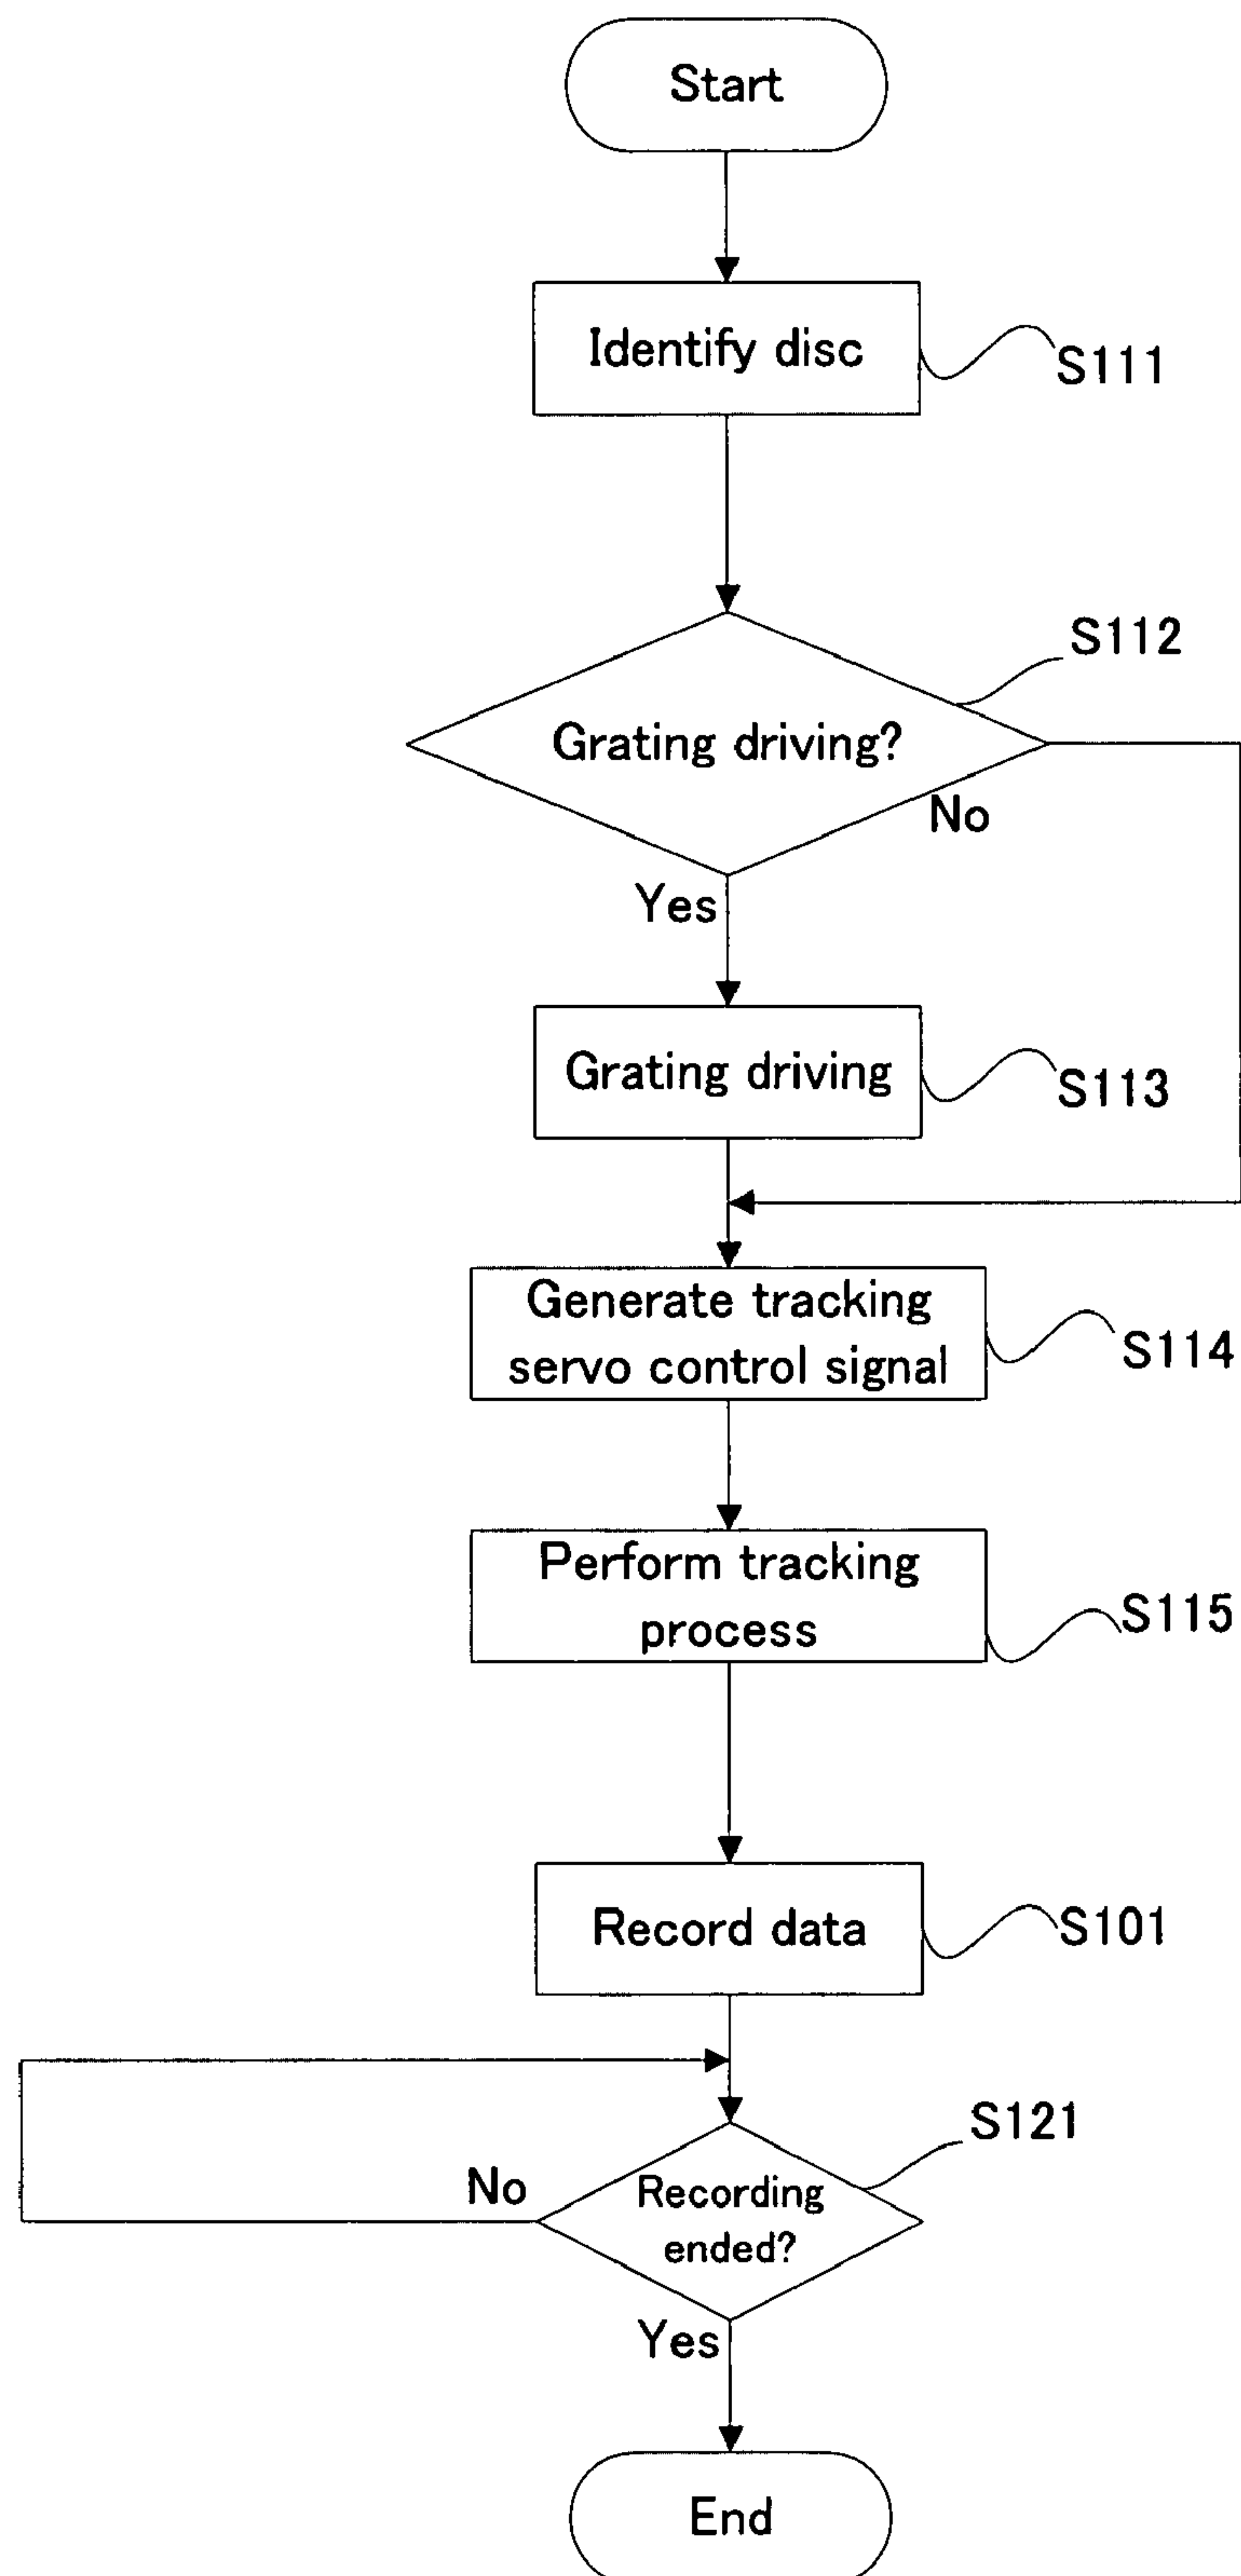 Start
Identify disc
S111
S112
Grating driving?
No
Yes
Grating driving
S113
Generate tracking
servo control signal
S114
Perform tracking
process
S115
Record data
S101
S121
No
Recording
ended?
Yes
End